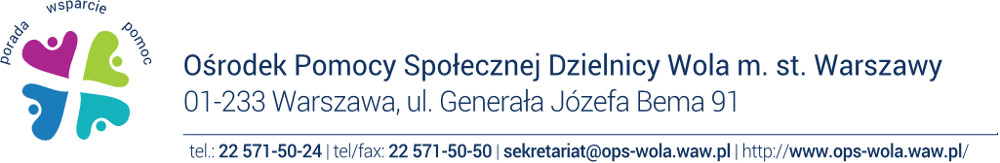 porada wsparcie pomoc
Ośrodek Pomocy Społecznej Dzielnicy Wola m. st. Warszawy
01-233 Warszawa, ul. Generała Józefa Bema 91
tel.: 22 571-50-24 | tel/fax: 22 571-50-50 | sekretariat@ops-wola.waw.pl | http://www.ops-wola.waw.pl/